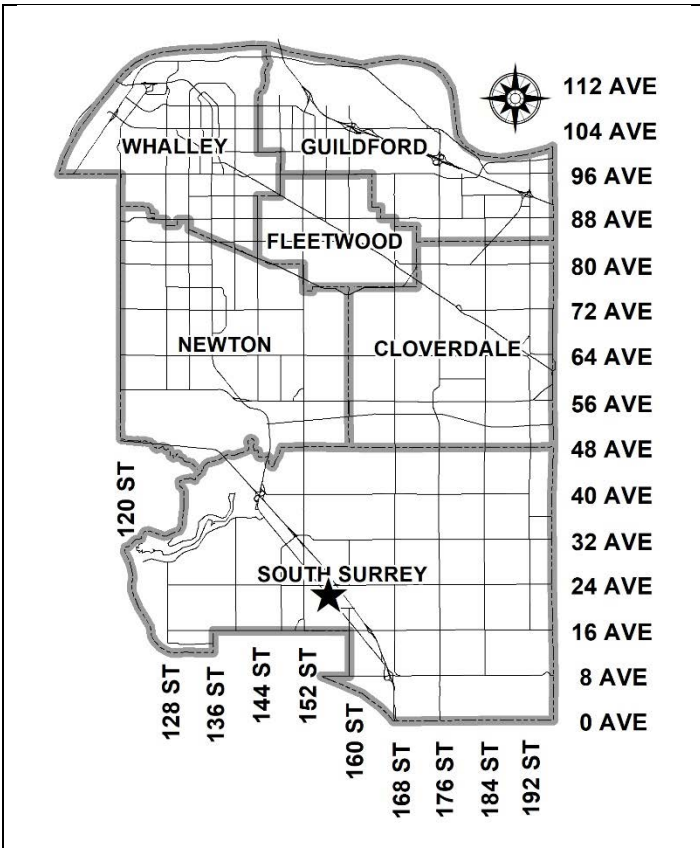 112 AVE
104 AVE
WHALLEY
GUILDFORD
96 AVE
88 AVE
FLEETWOOD
80 AVE
72 AVE
NEWTON
CLOVERDALE
64 AVE
56 AVE
48 AVE
120 ST
40 AVE
32 AVE
SOUTH SURREY
24 AVE
16 AVE
128 ST
136 ST
144 ST
152 ST
8 AVE
160 ST
0 AVE
168 ST
176 ST
184 ST
192 ST